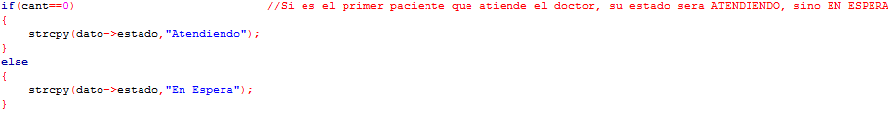 if(cant==0) //Si es el primer paciente que atiende el doctor, su estado sera ATENDIENDO, sino EN ESPERA
{
    strcpy(dato->estado,"Atendiendo");
}
else
{
    strcpy(dato->estado,"En Espera");
}